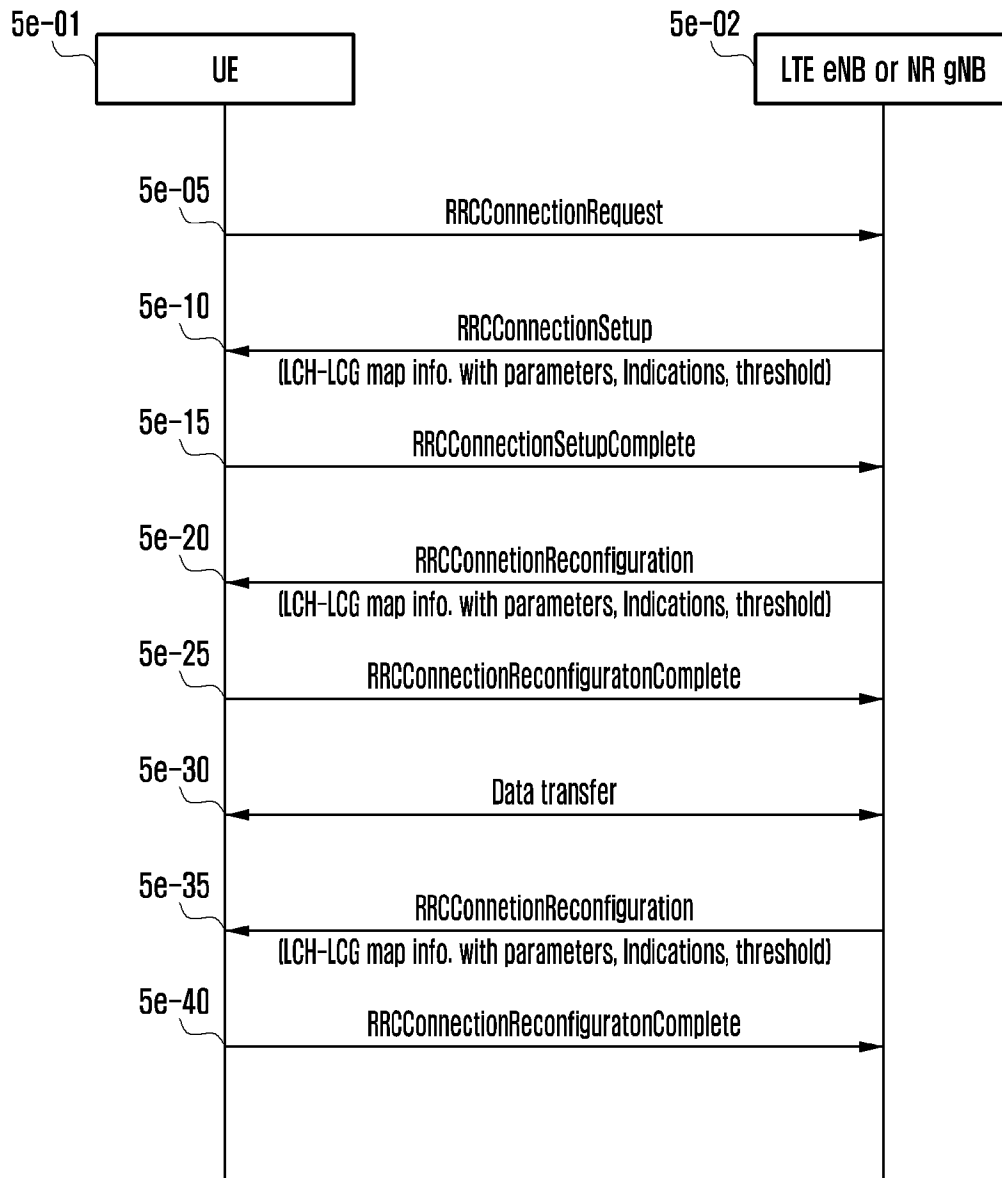 5e-01
UE
5e-02
LTE eNB or NR gNB
5e-05
RRCConnectionRequest
5e-10
RRCConnectionSetup
(LCH-LCG map info. with parameters, Indications, threshold)
5e-15
RRCConnectionSetupComplete
5e-20
RRCConnetionReconfiguration
(LCH-LCG map info. with parameters, Indications, threshold)
5e-25
RRCConnectionReconfiguratonComplete
5e-30
Data transfer
5e-35
RRCConnetionReconfiguration
(LCH-LCG map info. with parameters, Indications, threshold)
5e-40
RRCConnectionReconfiguratonComplete